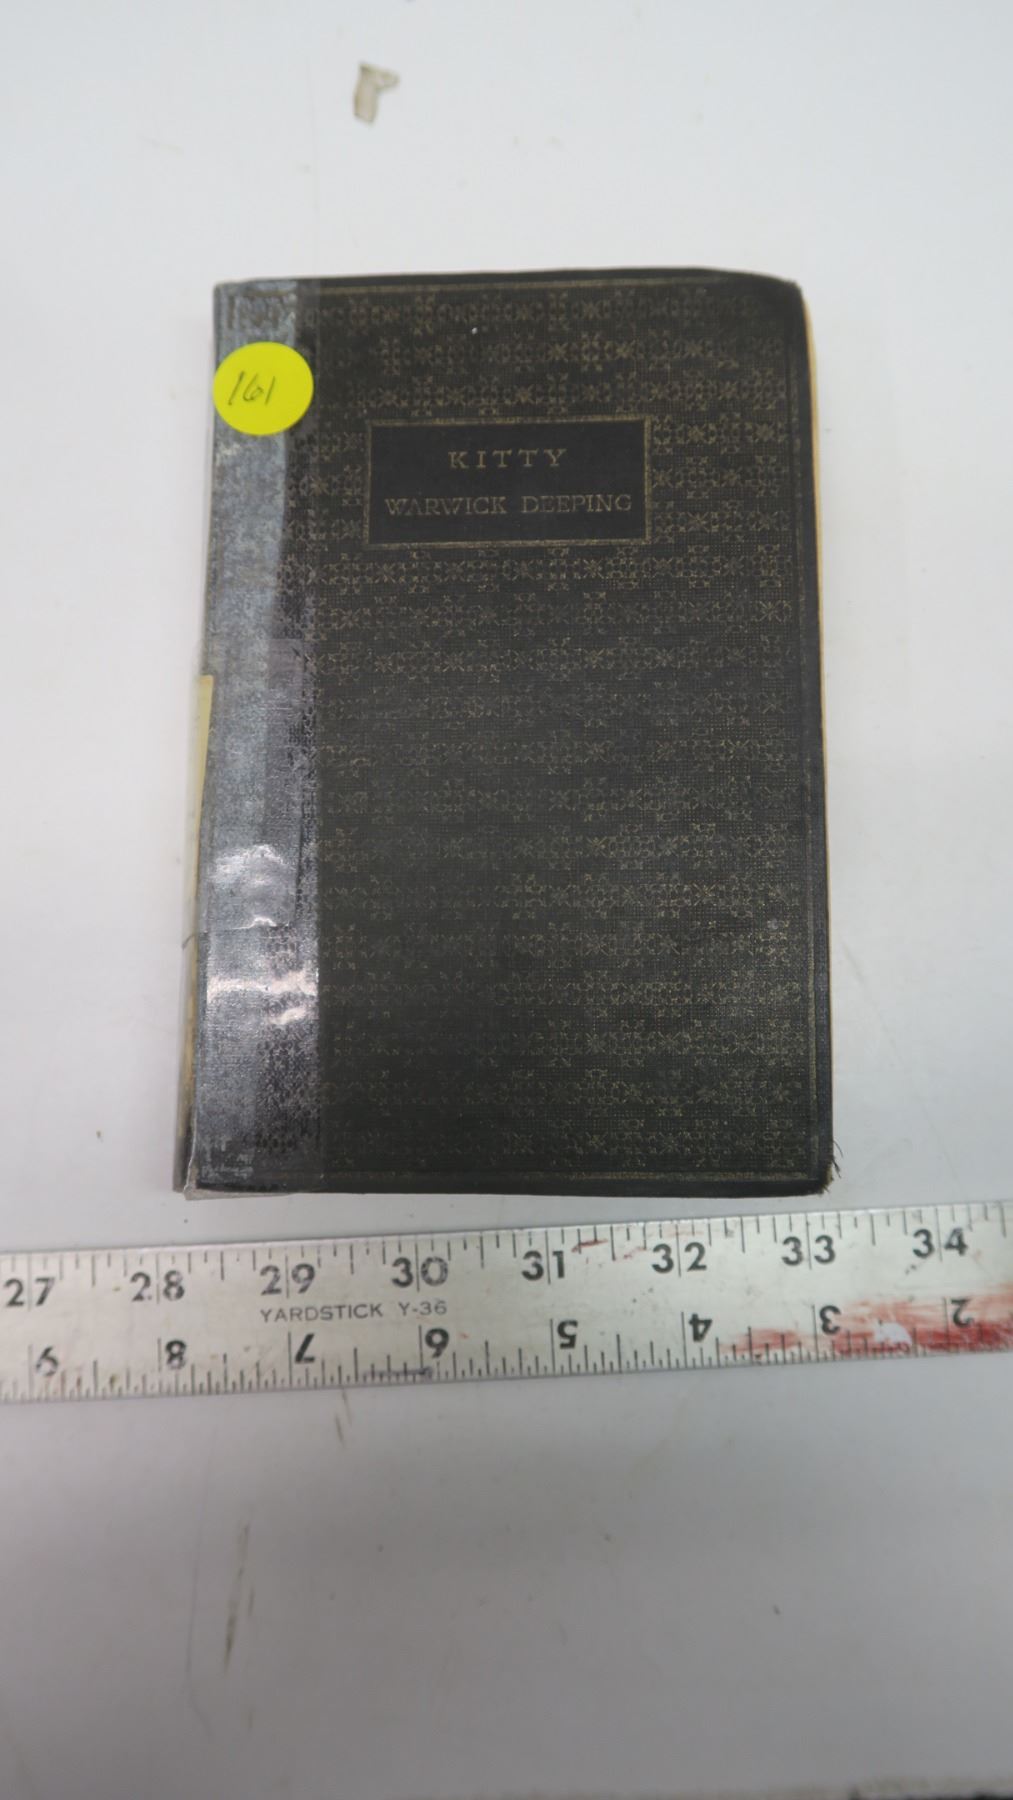 161
KITTY
WARWICK DEEPING
27 28 29 30 31 32 33 34
YARDSTICK Y-36
9 8 7 6 5 4 3 2